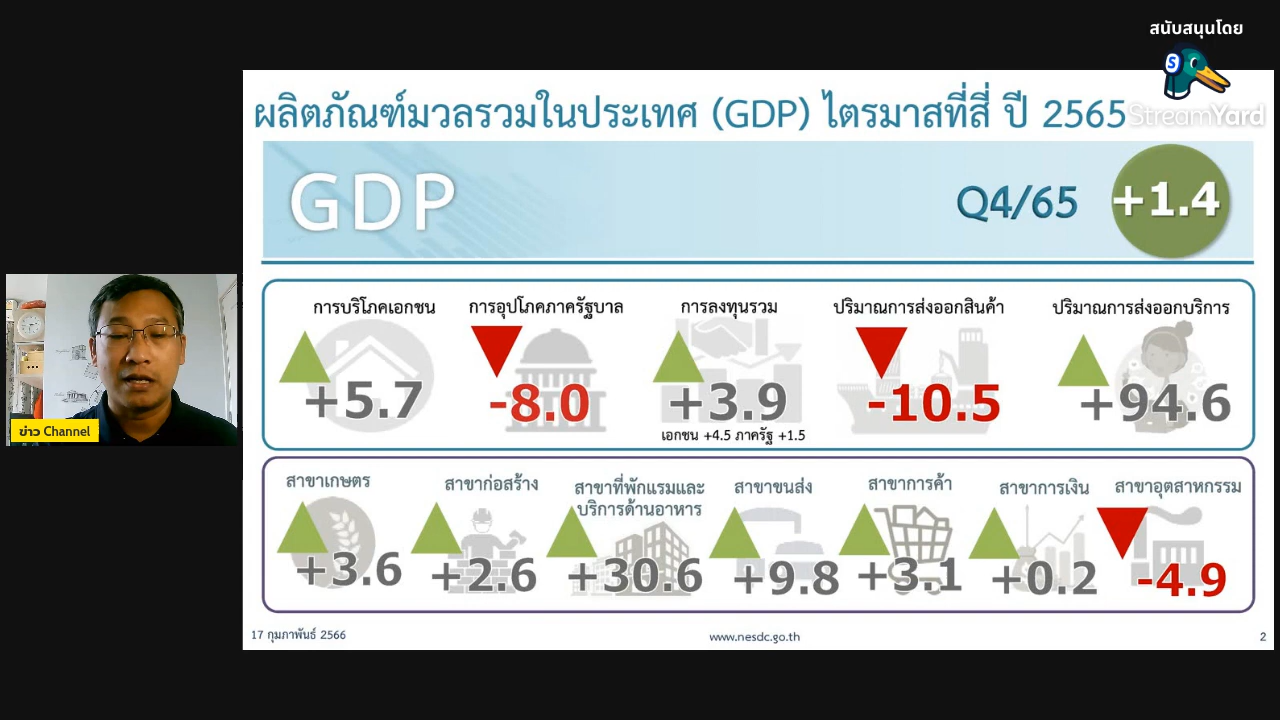 สนับสนุนโดย
StreamYard
ผลิตภัณฑ์มวลรวมในประเทศ (GDP) ไตรมาสที่สี่ ปี 2565
GDP
Q4/65
+1.4
การบริโภคเอกชน
การอุปโภคภาครัฐบาล
การลงทุนรวม
ปริมาณการส่งออกสินค้า
ปริมาณการส่งออกบริการ
+5.7
-8.0
+3.9
-10.5
+94.6
เอกชน +4.5 ภาครัฐ +1.5
ข่าว Channel
สาขาเกษตร
สาขาก่อสร้าง
สาขาที่พักแรมและ
บริการด้านอาหาร
สาขาขนส่ง
สาขาการค้า
สาขาการเงิน
สาขาอุตสาหกรรม
+3.6
+2.6
+30.6
+9.8
+3.1
+0.2
-4.9
17 กุมภาพันธ์ 2566
www.nesdc.go.th
2